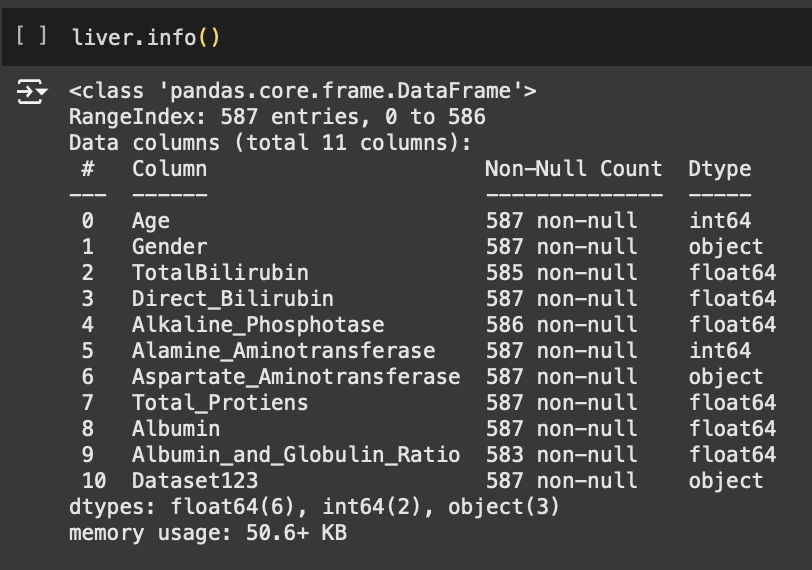 [ ] liver.info()
<class 'pandas.core.frame.DataFrame'>
RangeIndex: 587 entries, 0 to 586
Data columns (total 11 columns):
 #   Column                      Non-Null Count  Dtype
---  ------                      --------------  -----
 0   Age                         587 non-null    int64
 1   Gender                      587 non-null    object
 2   TotalBilirubin              585 non-null    float64
 3   Direct_Bilirubin            587 non-null    float64
 4   Alkaline_Phosphotase        586 non-null    float64
 5   Alamine_Aminotransferase    587 non-null    int64
 6   Aspartate_Aminotransferase  587 non-null    object
 7   Total_Protiens              587 non-null    float64
 8   Albumin                     587 non-null    float64
 9   Albumin_and_Globulin_Ratio  583 non-null    float64
 10  Dataset123                  587 non-null    object
dtypes: float64(6), int64(2), object(3)
memory usage: 50.6+ KB